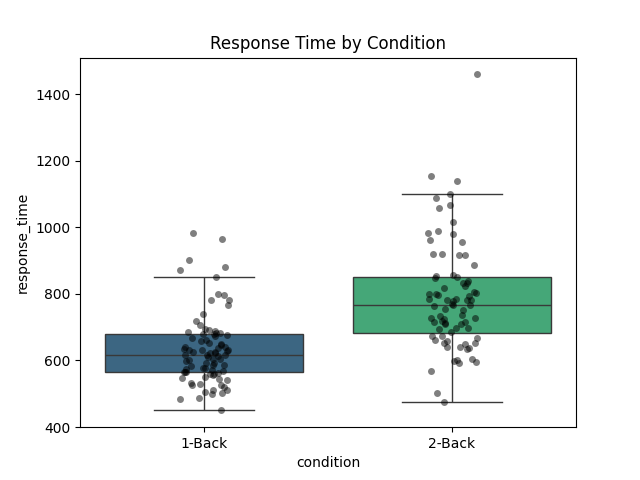 Response Time by Condition
1400
1200
1000
800
600
400
response_time
1-Back
2-Back
condition